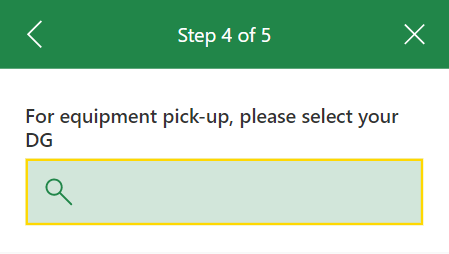 Step 4 of 5
For equipment pick-up, please select your
DG